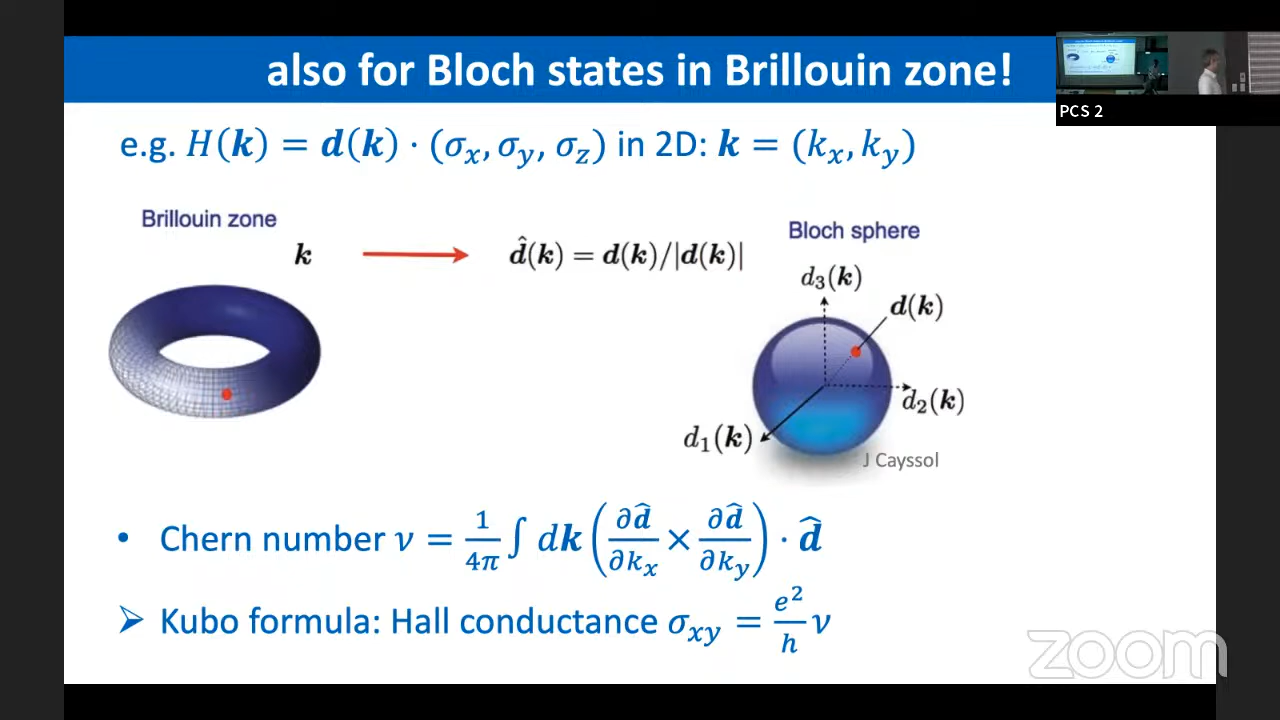 also for Bloch states in Brillouin zone!
PCS 2
e.g. H(k) = d(k) · (σx, σy, σz) in 2D: k = (kx, ky)
Brillouin zone
k
d̂(k) = d(k)/|d(k)|
Bloch sphere
d₃(k)
d(k)
d₂(k)
d₁(k)
J Cayssol
• Chern number ν = 1/4π ∫ dk (∂d̂/∂kx × ∂d̂/∂ky) · d̂
➢ Kubo formula: Hall conductance σxy = e²/h ν
zoom